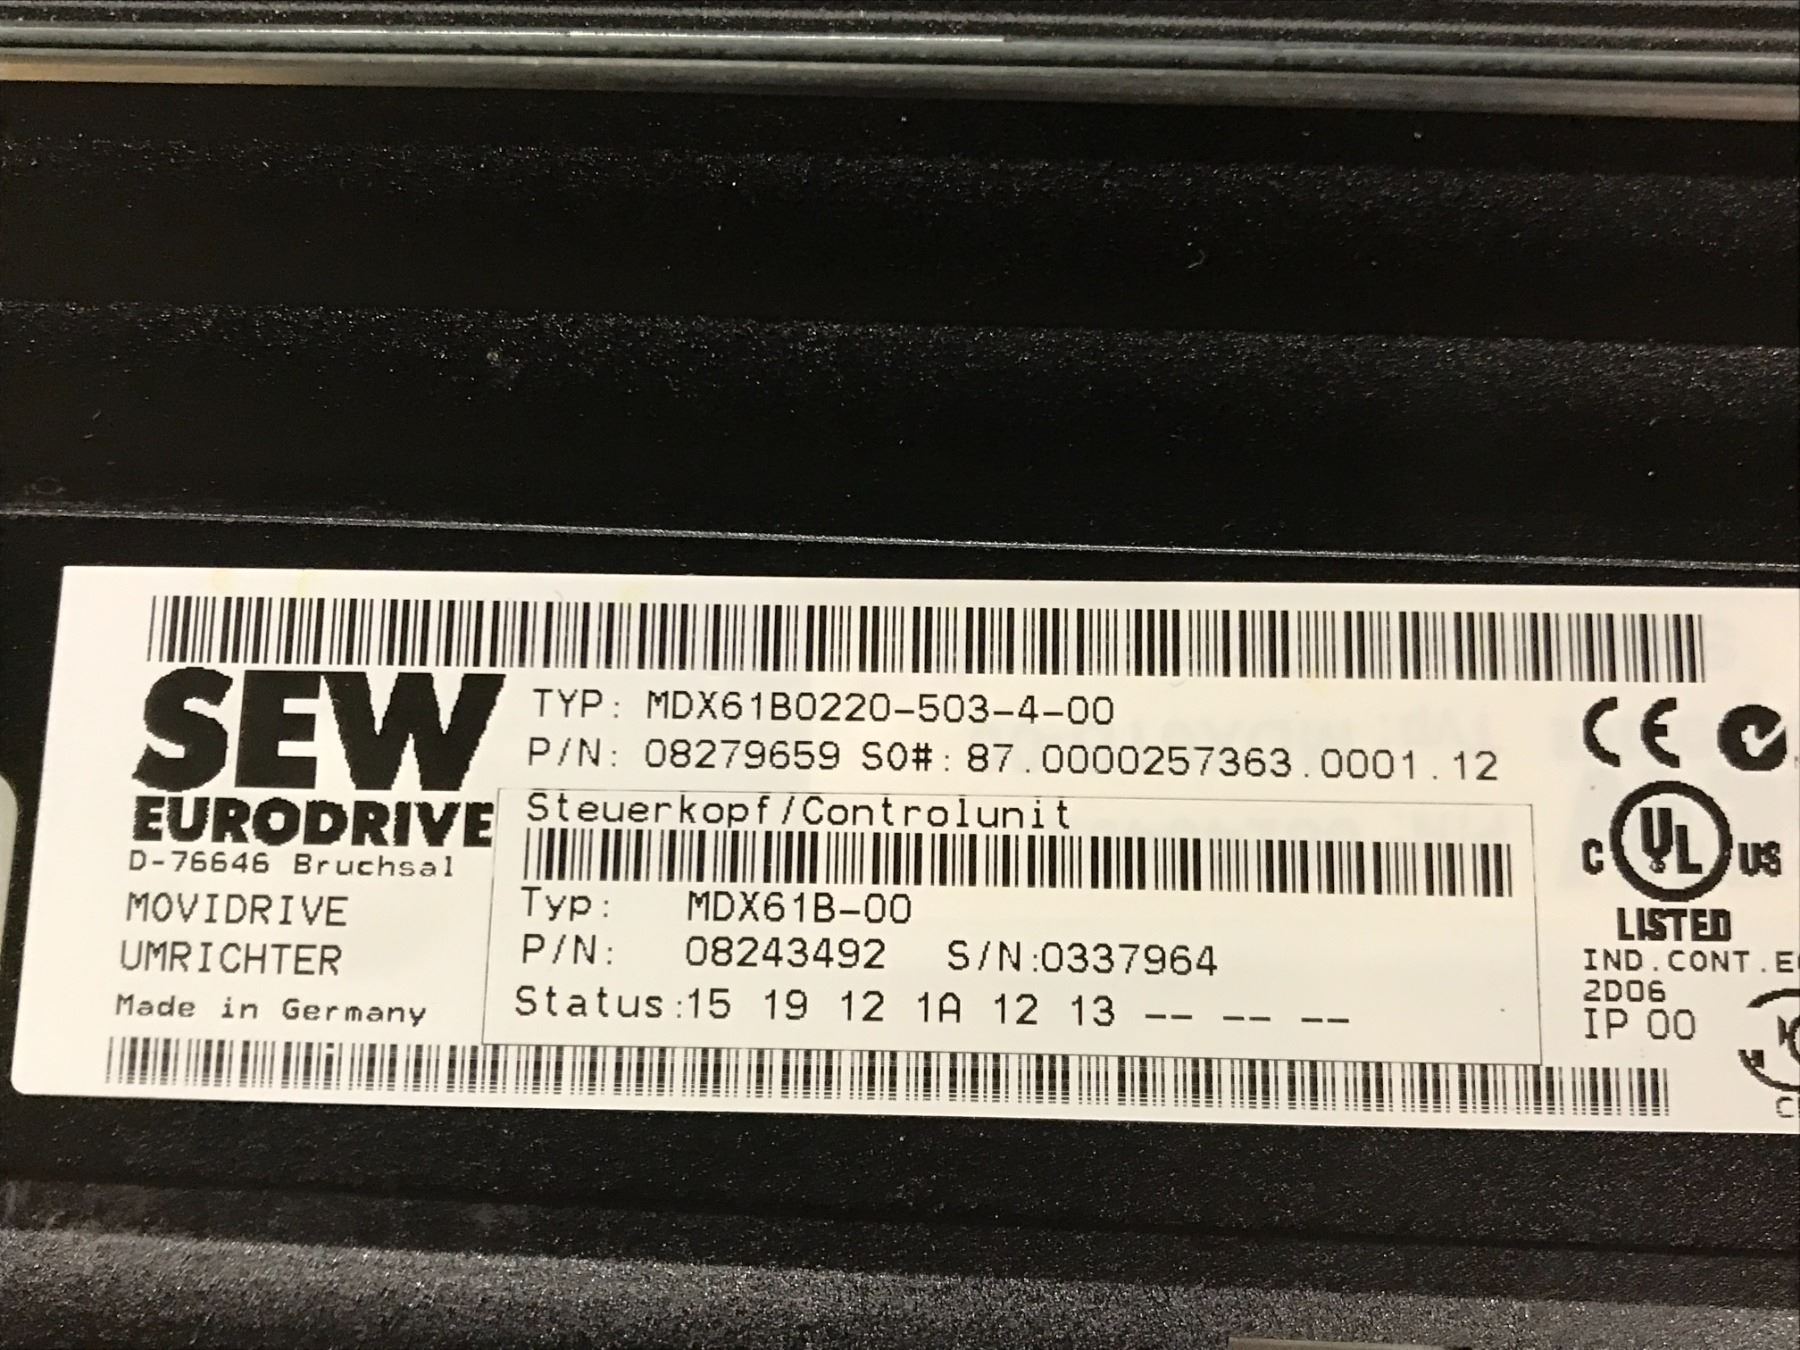 SEW
EURODRIVE
D-76646 Bruchsal
MOVIDRIVE
UMRICHTER
Made in Germany
TYP: MDX61B0220-503-4-00
P/N: 08279659 SO#: 87.0000257363.0001.12
Steuerkopf/Controlunit
Typ: MDX61B-00
P/N: 08243492 S/N:0337964
Status:15 19 12 1A 12 13 -- -- --
CE
C UL US
LISTED
IND.CONT.E
2D06
IP 00